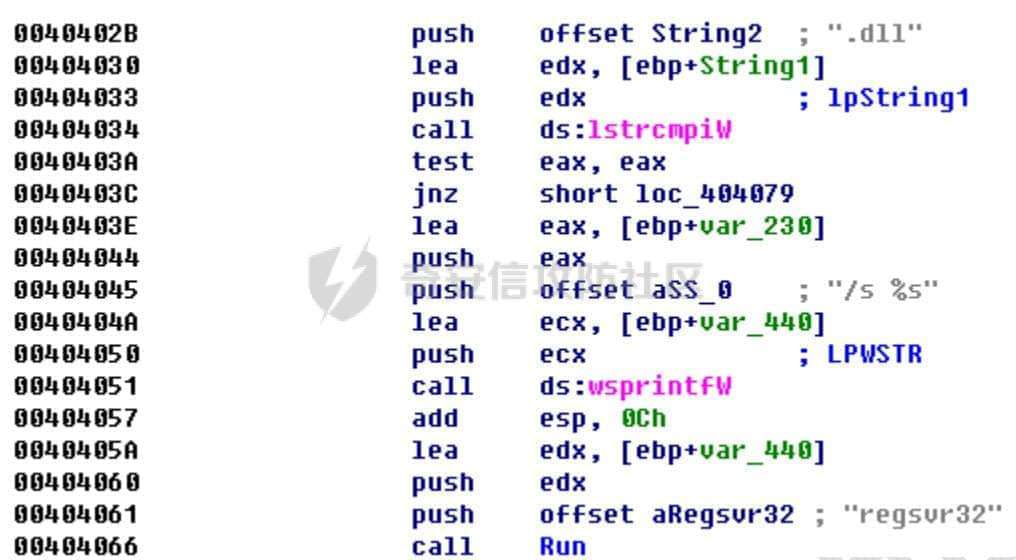 0040402B push offset String2 ; ".dll"
00404030 lea edx, [ebp+String1]
00404033 push edx ; lpString1
00404034 call ds:lstrcmpiW
0040403A test eax, eax
0040403C jnz short loc_404079
0040403E lea eax, [ebp+var_230]
00404044 push eax
00404045 push offset aSS_0 ; "/s %s"
0040404A lea ecx, [ebp+var_440]
00404050 push ecx ; LPWSTR
00404051 call ds:wsprintfW
00404057 add esp, 0Ch
0040405A lea edx, [ebp+var_440]
00404060 push edx
00404061 push offset aRegsvr32 ; "regsvr32"
00404066 call Run
奇安信攻防社区